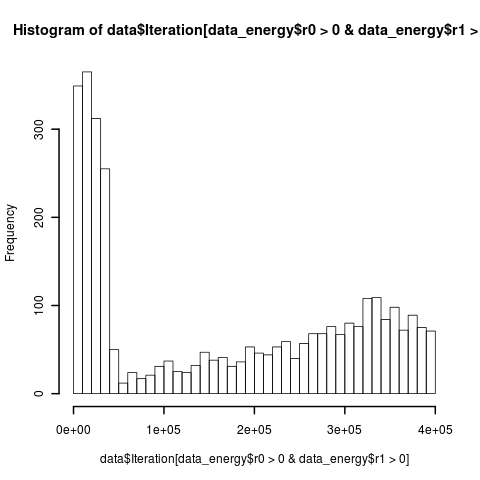 Histogram of data$Iteration[data_energy$r0 > 0 & data_energy$r1 >
Frequency
300
200
100
0
0e+00 1e+05 2e+05 3e+05 4e+05
data$Iteration[data_energy$r0 > 0 & data_energy$r1 > 0]